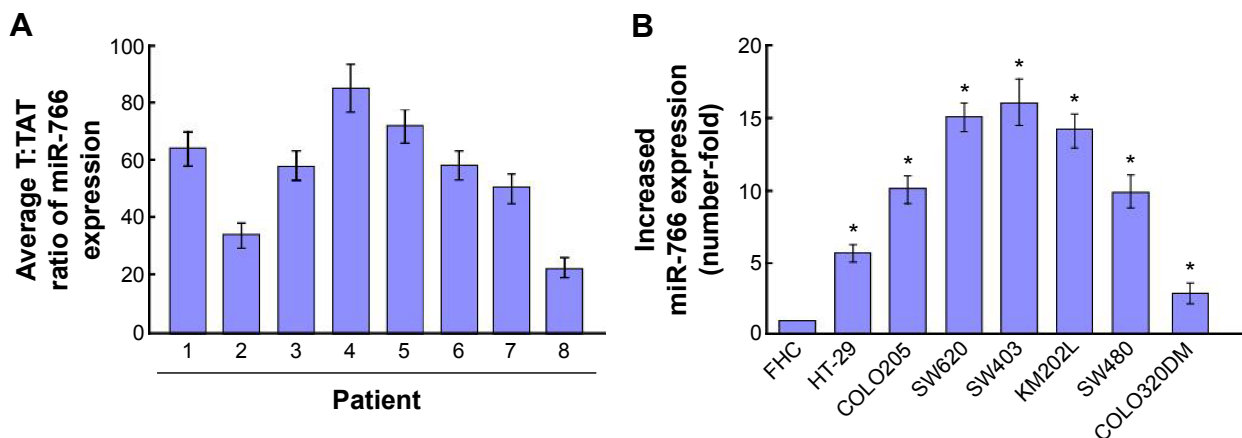 A
Average T:TAT
ratio of miR-766
expression
100
80
60
40
20
0
1 2 3 4 5 6 7 8
Patient
B
Increased
miR-766 expression
(number-fold)
20
15
10
5
0
* * * * * * *
FHC
HT-29
COLO205
SW620
SW403
KM202L
SW480
COLO320DM